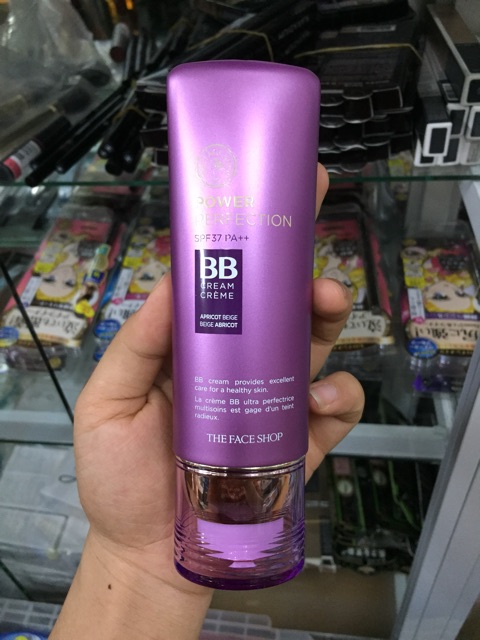 POWER
PERFECTION
SPF37 PA++
BB
CREAM
CRÈME
APRICOT BEIGE
BEIGE ABRICOT
BB cream provides excellent
care for a healthy skin.
La crème BB ultra perfectrice
multisoins est gage d'un teint
radieux.
THE FACE SHOP